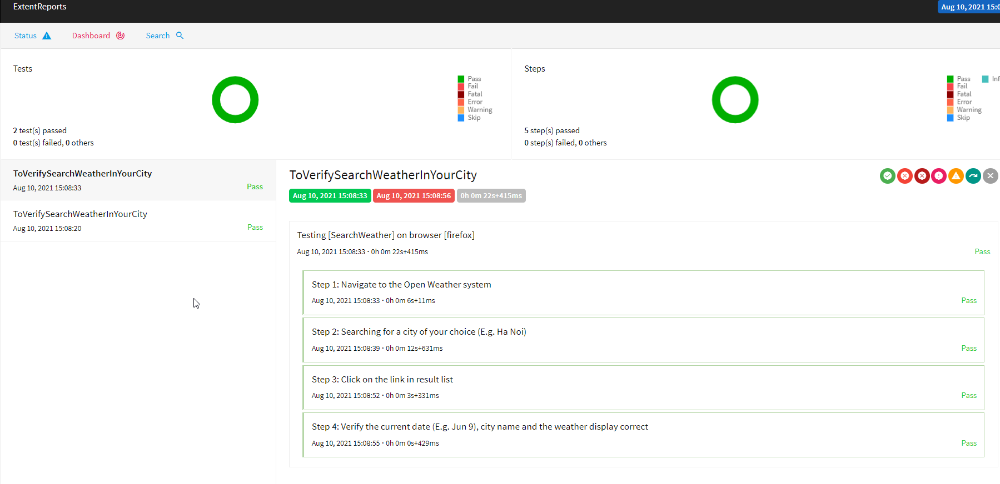 ExtentReports
Aug 10, 2021 15:0
Status
Dashboard
Search
Tests
Pass
Fail
Fatal
Error
Warning
Skip
2 test(s) passed
0 test(s) failed, 0 others
Steps
Pass
Inf
Fail
Fatal
Error
Warning
Skip
5 step(s) passed
0 step(s) failed, 0 others
ToVerifySearchWeatherInYourCity
Aug 10, 2021 15:08:33 Pass
ToVerifySearchWeatherInYourCity
Aug 10, 2021 15:08:20 Pass
ToVerifySearchWeatherInYourCity
Aug 10, 2021 15:08:33 Aug 10, 2021 15:08:56 0h 0m 22s+415ms
Testing [SearchWeather] on browser [firefox]
Aug 10, 2021 15:08:33 · 0h 0m 22s+415ms Pass
Step 1: Navigate to the Open Weather system
Aug 10, 2021 15:08:33 · 0h 0m 6s+11ms Pass
Step 2: Searching for a city of your choice (E.g. Ha Noi)
Aug 10, 2021 15:08:39 · 0h 0m 12s+631ms Pass
Step 3: Click on the link in result list
Aug 10, 2021 15:08:52 · 0h 0m 3s+331ms Pass
Step 4: Verify the current date (E.g. Jun 9), city name and the weather display correct
Aug 10, 2021 15:08:55 · 0h 0m 0s+429ms Pass